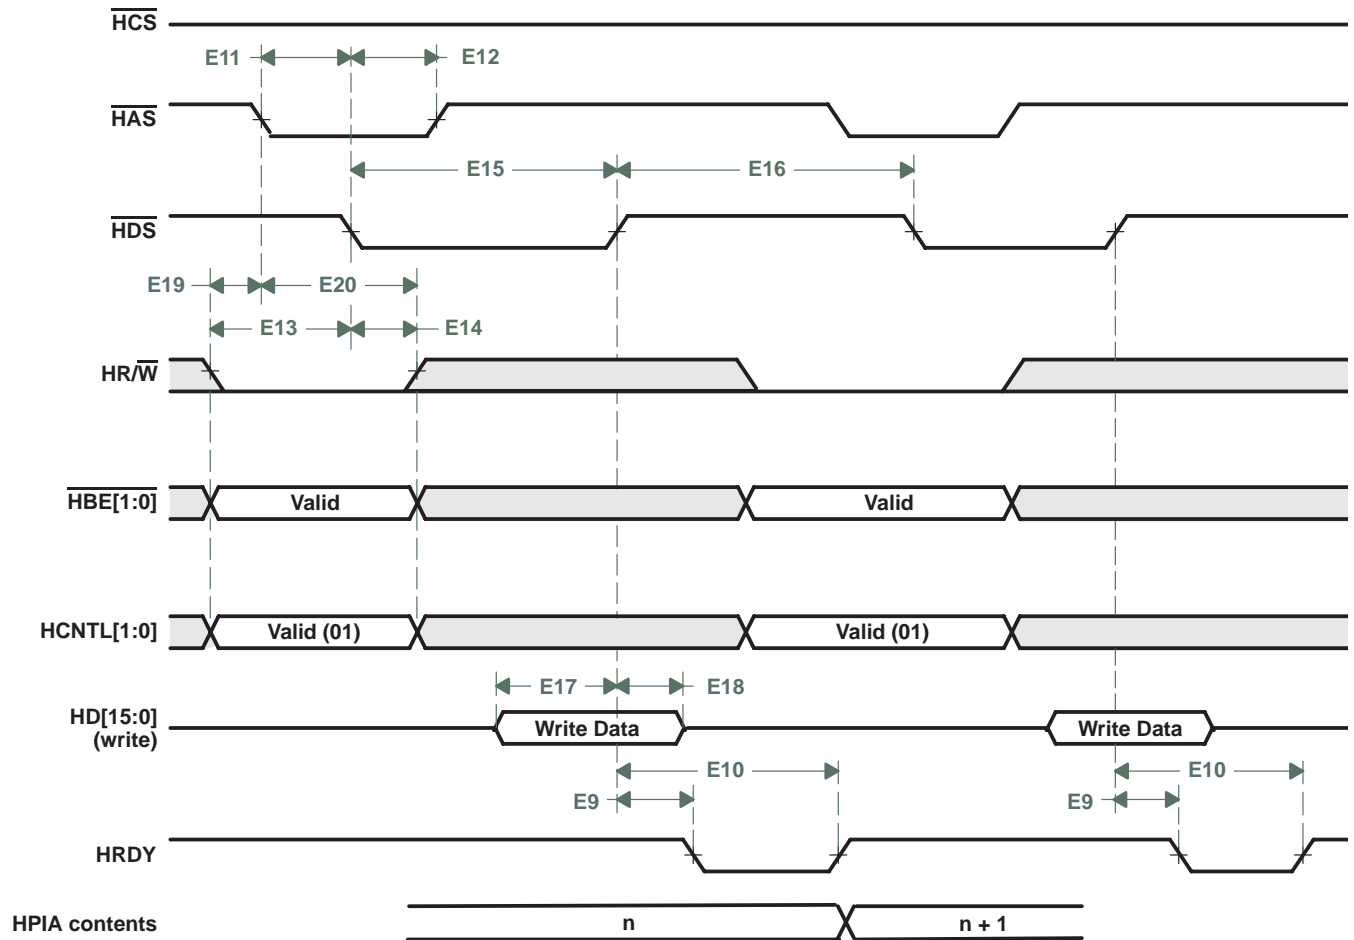 HCS
E11 E12
HAS
E15 E16
HDS
E19 E20
E13 E14
HR/W
HBE[1:0] Valid Valid
HCNTL[1:0] Valid (01) Valid (01)
E17 E18
HD[15:0]
(write)
Write Data Write Data
E10 E10
E9 E9
HRDY
HPIA contents n n + 1